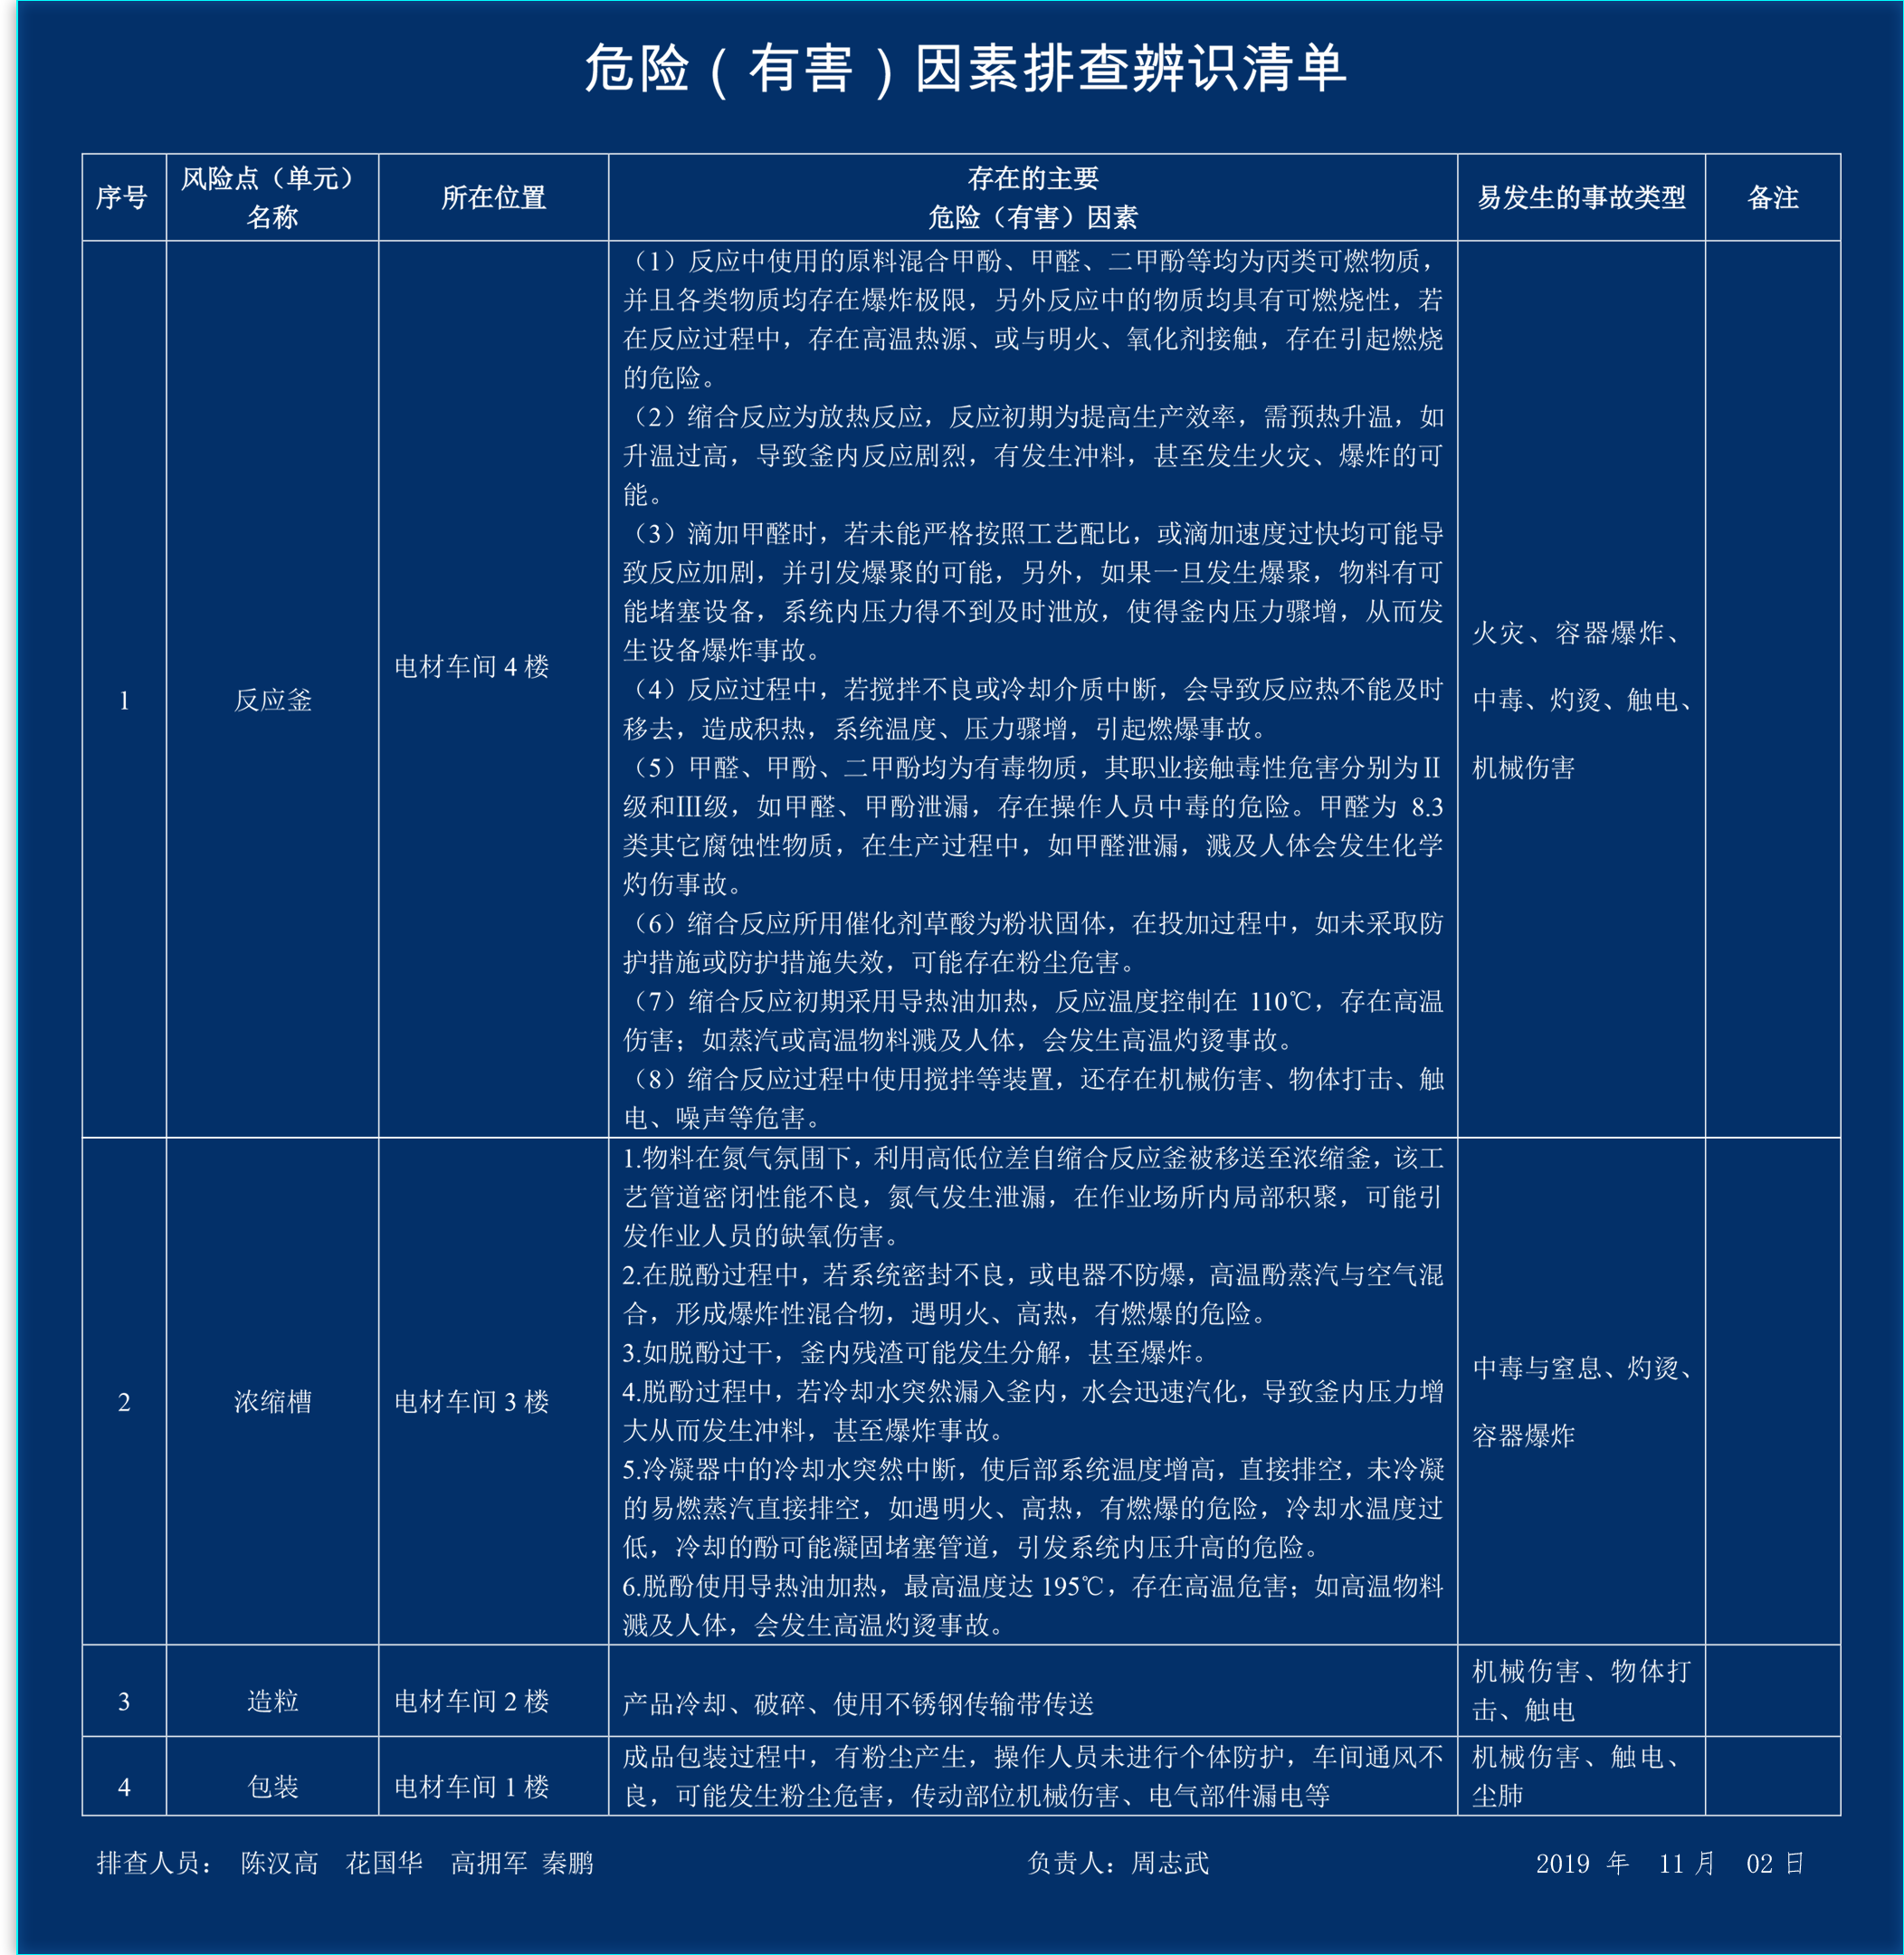 危险（有害）因素排查辨识清单
序号
风险点（单元）
名称
所在位置
存在的主要
危险（有害）因素
易发生的事故类型
备注
1
反应釜
电材车间 4 楼
（1）反应中使用的原料混合甲酚、甲醛、二甲酚等均为丙类可燃物质，
并且各类物质均存在爆炸极限，另外反应中的物质均具有可燃烧性，若
在反应过程中，存在高温热源、或与明火、氧化剂接触，存在引起燃烧
的危险。
（2）缩合反应为放热反应，反应初期为提高生产效率，需预热升温，如
升温过高，导致釜内反应剧烈，有发生冲料，甚至发生火灾、爆炸的可
能。
（3）滴加甲醛时，若未能严格按照工艺配比，或滴加速度过快均可能导
致反应加剧，并引发爆聚的可能，另外，如果一旦发生爆聚，物料有可
能堵塞设备，系统内压力得不到及时泄放，使得釜内压力骤增，从而发
生设备爆炸事故。
（4）反应过程中，若搅拌不良或冷却介质中断，会导致反应热不能及时
移去，造成积热，系统温度、压力骤增，引起燃爆事故。
（5）甲醛、甲酚、二甲酚均为有毒物质，其职业接触毒性危害分别为Ⅱ
级和Ⅲ级，如甲醛、甲酚泄漏，存在操作人员中毒的危险。甲醛为 8.3
类其它腐蚀性物质，在生产过程中，如甲醛泄漏，溅及人体会发生化学
灼伤事故。
（6）缩合反应所用催化剂草酸为粉状固体，在投加过程中，如未采取防
护措施或防护措施失效，可能存在粉尘危害。
（7）缩合反应初期采用导热油加热，反应温度控制在 110℃，存在高温
伤害；如蒸汽或高温物料溅及人体，会发生高温灼烫事故。
（8）缩合反应过程中使用搅拌等装置，还存在机械伤害、物体打击、触
电、噪声等危害。
火灾、容器爆炸、
中毒、灼烫、触电、
机械伤害
2
浓缩槽
电材车间 3 楼
1.物料在氮气氛围下，利用高低位差自缩合反应釜被移送至浓缩釜，该工
艺管道密闭性能不良，氮气发生泄漏，在作业场所内局部积聚，可能引
发作业人员的缺氧伤害。
2.在脱酚过程中，若系统密封不良，或电器不防爆，高温酚蒸汽与空气混
合，形成爆炸性混合物，遇明火、高热，有燃爆的危险。
3.如脱酚过干，釜内残渣可能发生分解，甚至爆炸。
4.脱酚过程中，若冷却水突然漏入釜内，水会迅速汽化，导致釜内压力增
大从而发生冲料，甚至爆炸事故。
5.冷凝器中的冷却水突然中断，使后部系统温度增高，直接排空，未冷凝
的易燃蒸汽直接排空，如遇明火、高热，有燃爆的危险，冷却水温度过
低，冷却的酚可能凝固堵塞管道，引发系统内压升高的危险。
6.脱酚使用导热油加热，最高温度达 195℃，存在高温危害；如高温物料
溅及人体，会发生高温灼烫事故。
中毒与窒息、灼烫、
容器爆炸
3
造粒
电材车间 2 楼
产品冷却、破碎、使用不锈钢传输带传送
机械伤害、物体打
击、触电
4
包装
电材车间 1 楼
成品包装过程中，有粉尘产生，操作人员未进行个体防护，车间通风不
良，可能发生粉尘危害，传动部位机械伤害、电气部件漏电等
机械伤害、触电、
尘肺
排查人员： 陈汉高 花国华 高拥军 秦鹏
负责人：周志武
2019 年 11 月 02 日